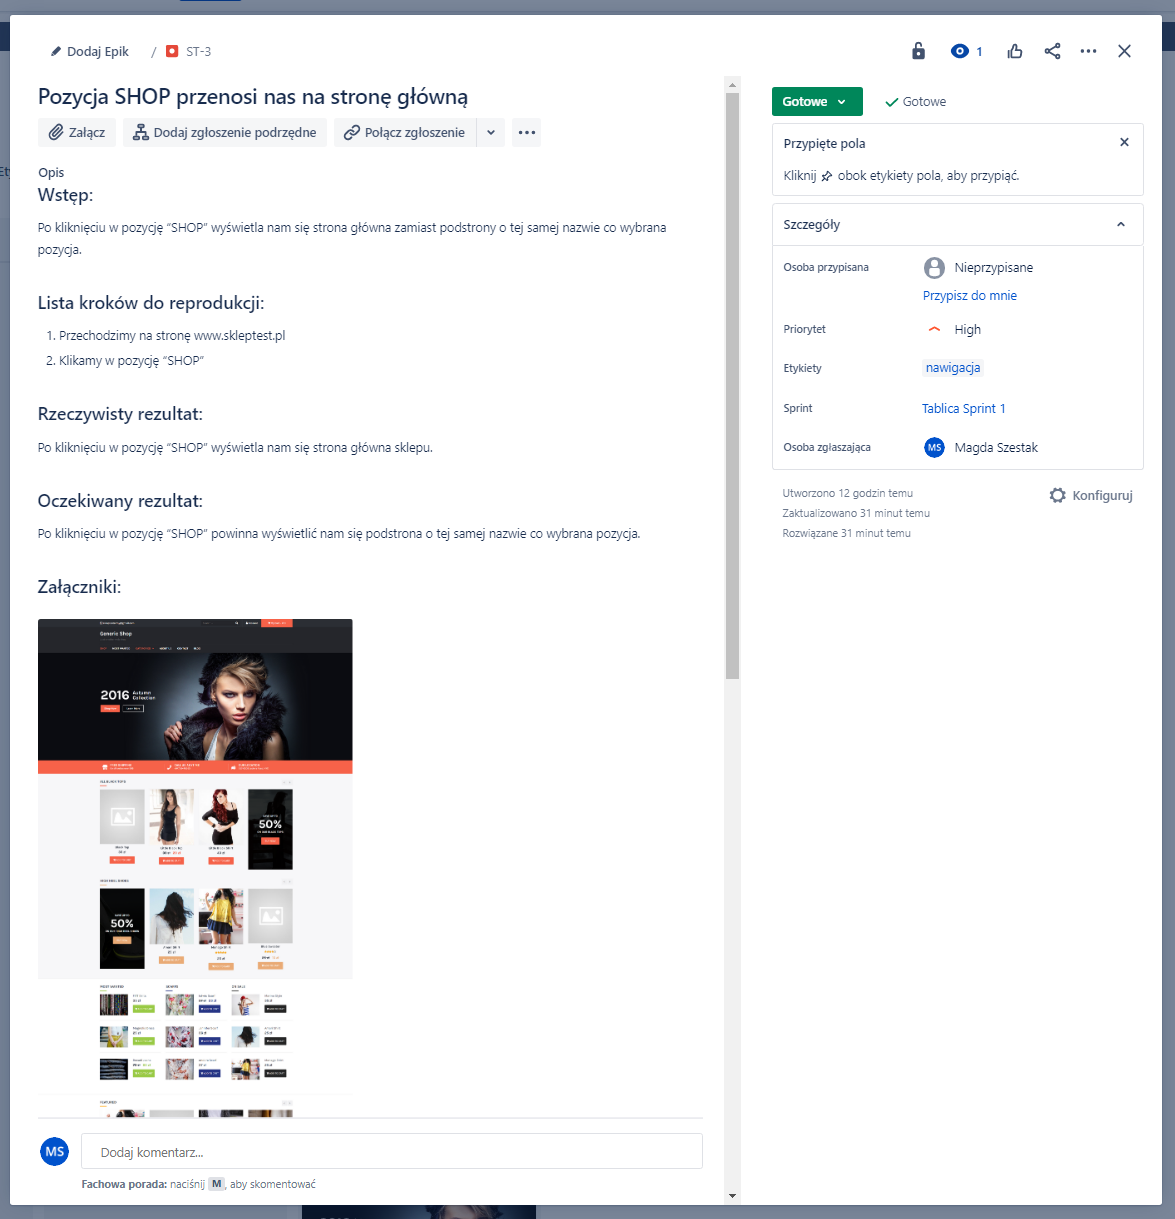 Dodaj Epik / ST-3
1
Pozycja SHOP przenosi nas na stronę główną
Załącz
Dodaj zgłoszenie podrzędne
Połącz zgłoszenie
Opis
Wstęp:
Po kliknięciu w pozycję “SHOP” wyświetla nam się strona główna zamiast podstrony o tej samej nazwie co wybrana
pozycja.
Lista kroków do reprodukcji:
1. Przechodzimy na stronę www.skleptest.pl
2. Klikamy w pozycję “SHOP”
Rzeczywisty rezultat:
Po kliknięciu w pozycję “SHOP” wyświetla nam się strona główna sklepu.
Oczekiwany rezultat:
Po kliknięciu w pozycję “SHOP” powinna wyświetlić nam się podstrona o tej samej nazwie co wybrana pozycja.
Załączniki:
Generic Shop
2016 Autumn
Collection
50%
50%
MS
Dodaj komentarz...
Fachowa porada: naciśnij M, aby skomentować
Gotowe
Gotowe
Przypięte pola
Kliknij obok etykiety pola, aby przypiąć.
Szczegóły
Osoba przypisana
Nieprzypisane
Przypisz do mnie
Priorytet
High
Etykiety
nawigacja
Sprint
Tablica Sprint 1
Osoba zgłaszająca
MS
Magda Szestak
Utworzono 12 godzin temu
Zaktualizowano 31 minut temu
Rozwiązane 31 minut temu
Konfiguruj